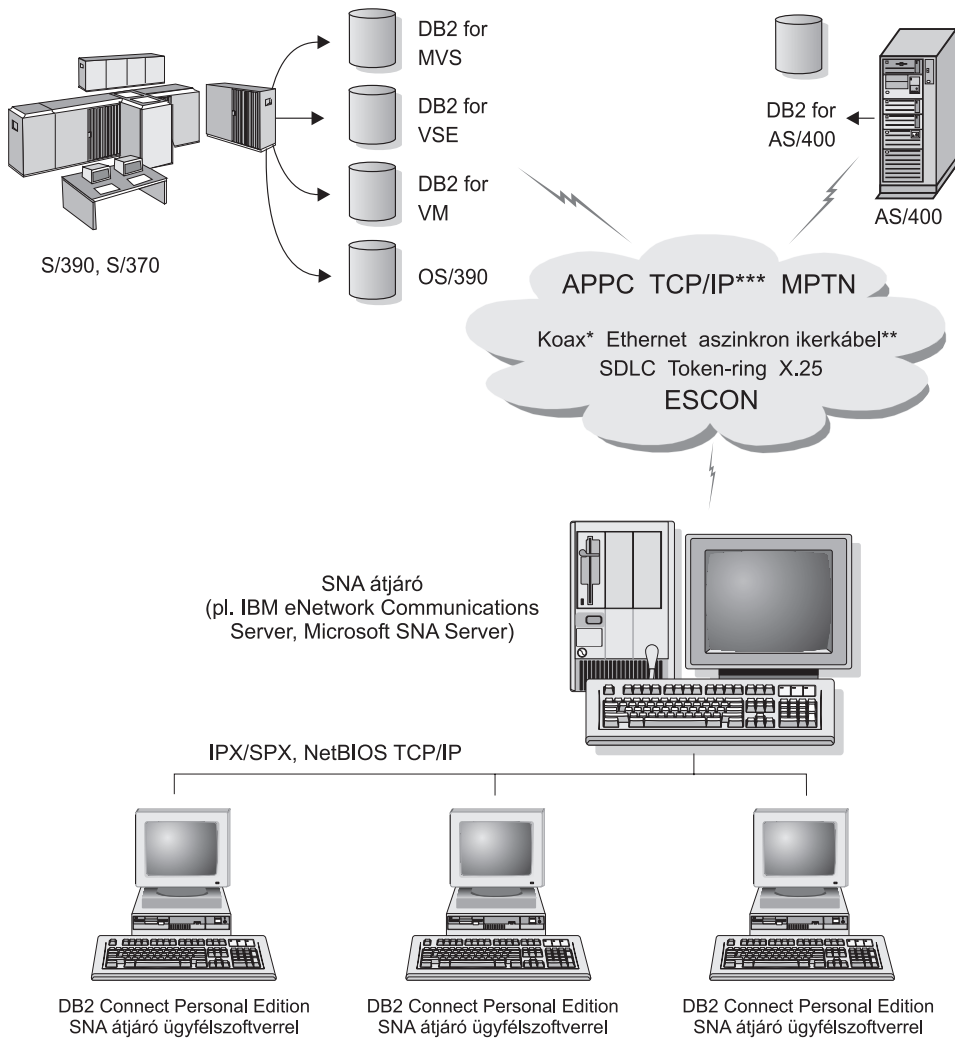 DB2 for
MVS
DB2 for
VSE
DB2 for
VM
OS/390
S/390, S/370
DB2 for
AS/400
AS/400
APPC TCP/IP*** MPTN
Koax* Ethernet aszinkron ikerkábel**
SDLC Token-ring X.25
ESCON
SNA átjáró
(pl. IBM eNetwork Communications
Server, Microsoft SNA Server)
IPX/SPX, NetBIOS TCP/IP
DB2 Connect Personal Edition
SNA átjáró ügyfélszoftverrel
DB2 Connect Personal Edition
SNA átjáró ügyfélszoftverrel
DB2 Connect Personal Edition
SNA átjáró ügyfélszoftverrel